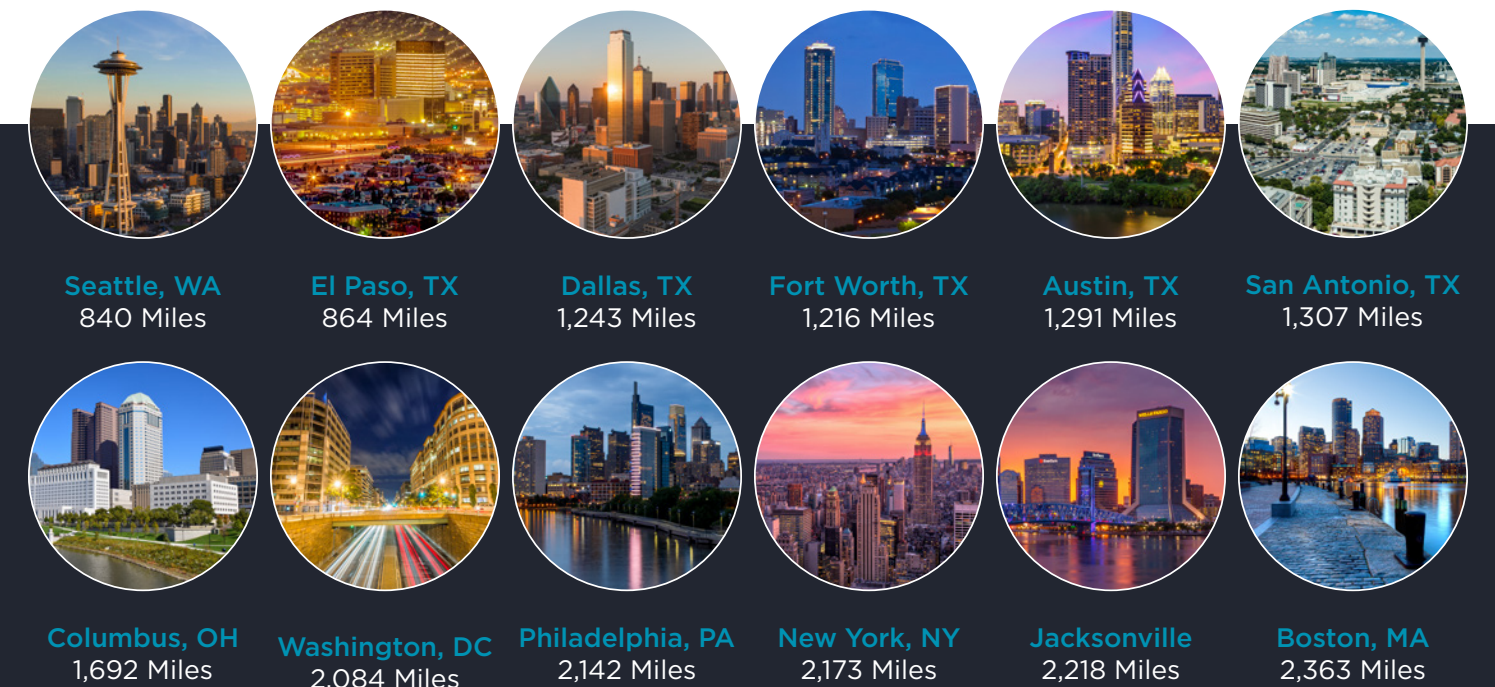 Seattle, WA
840 Miles
El Paso, TX
864 Miles
Dallas, TX
1,243 Miles
Fort Worth, TX
1,216 Miles
Austin, TX
1,291 Miles
San Antonio, TX
1,307 Miles
WELLS FARGO
Columbus, OH
1,692 Miles
Washington, DC
2,084 Miles
Philadelphia, PA
2,142 Miles
New York, NY
2,173 Miles
Jacksonville
2,218 Miles
Boston, MA
2,363 Miles